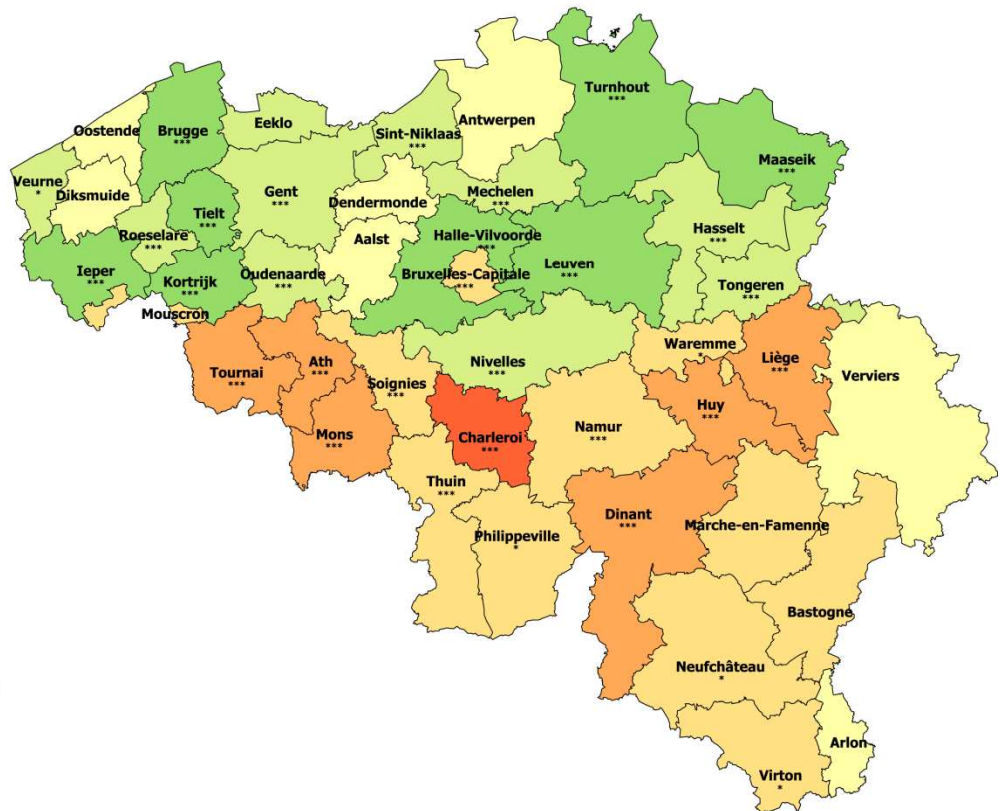 Turnhout
***
Oostende
Brugge
***
Eeklo
Sint-Niklaas
***
Antwerpen
Maaseik
***
Veurne
*
Diksmuide
Tielt
***
Gent
***
Dendermonde
Mechelen
***
Roeselare
***
Aalst
Halle-Vilvoorde
***
Hasselt
***
Ieper
***
Kortrijk
***
Oudenaarde
***
Bruxelles-Capitale
***
Leuven
***
Tongeren
***
Mouscron
Tournai
***
Ath
***
Soignies
***
Nivelles
***
Waremme
*
Liège
***
Verviers
Mons
***
Charleroi
***
Namur
***
Huy
***
Thuin
***
Philippeville
*
Dinant
***
Marche-en-Famenne
Bastogne
Neufchâteau
*
Arlon
Virton
*